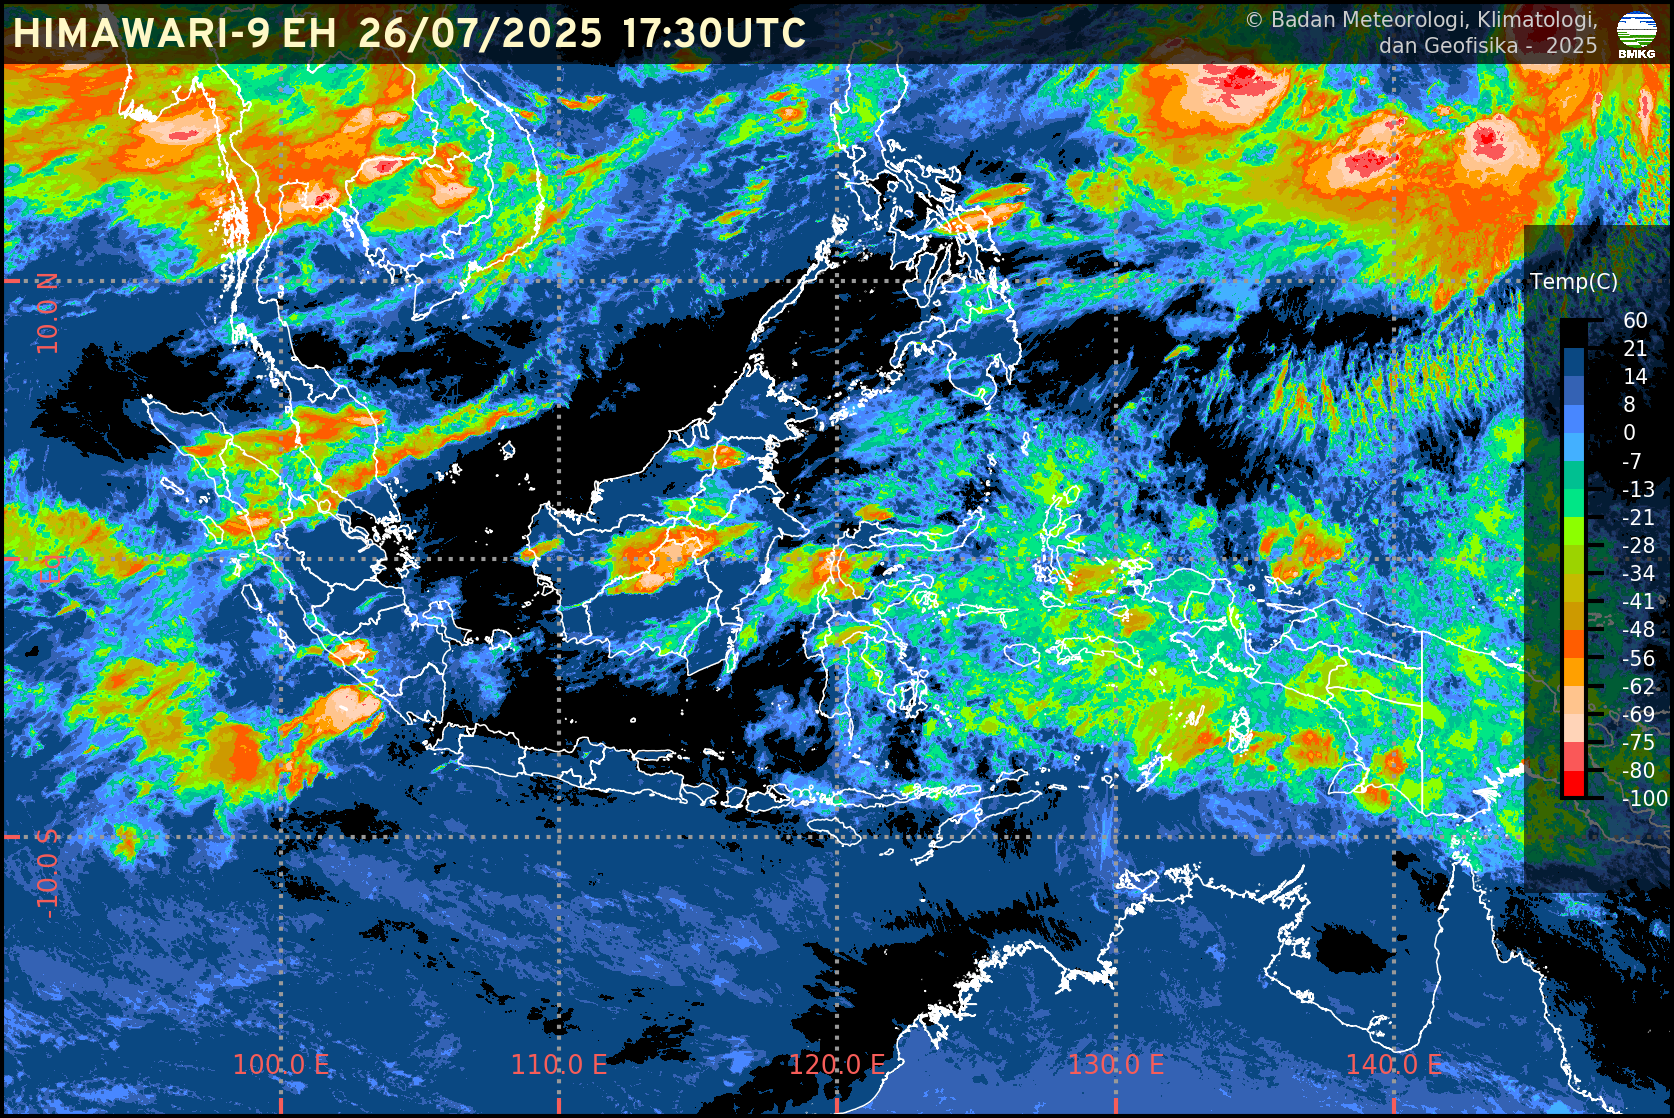 HIMAWARI-9 EH 26/07/2025 17:30UTC
© Badan Meteorologi, Klimatologi,
dan Geofisika - 2025
BMKG
Temp(C)
60
21
14
8
0
-7
-13
-21
-28
-34
-41
-48
-56
-62
-69
-75
-80
-100
10.0 N
-10.0 S
100.0 E
110.0 E
120.0 E
130.0 E
140.0 E